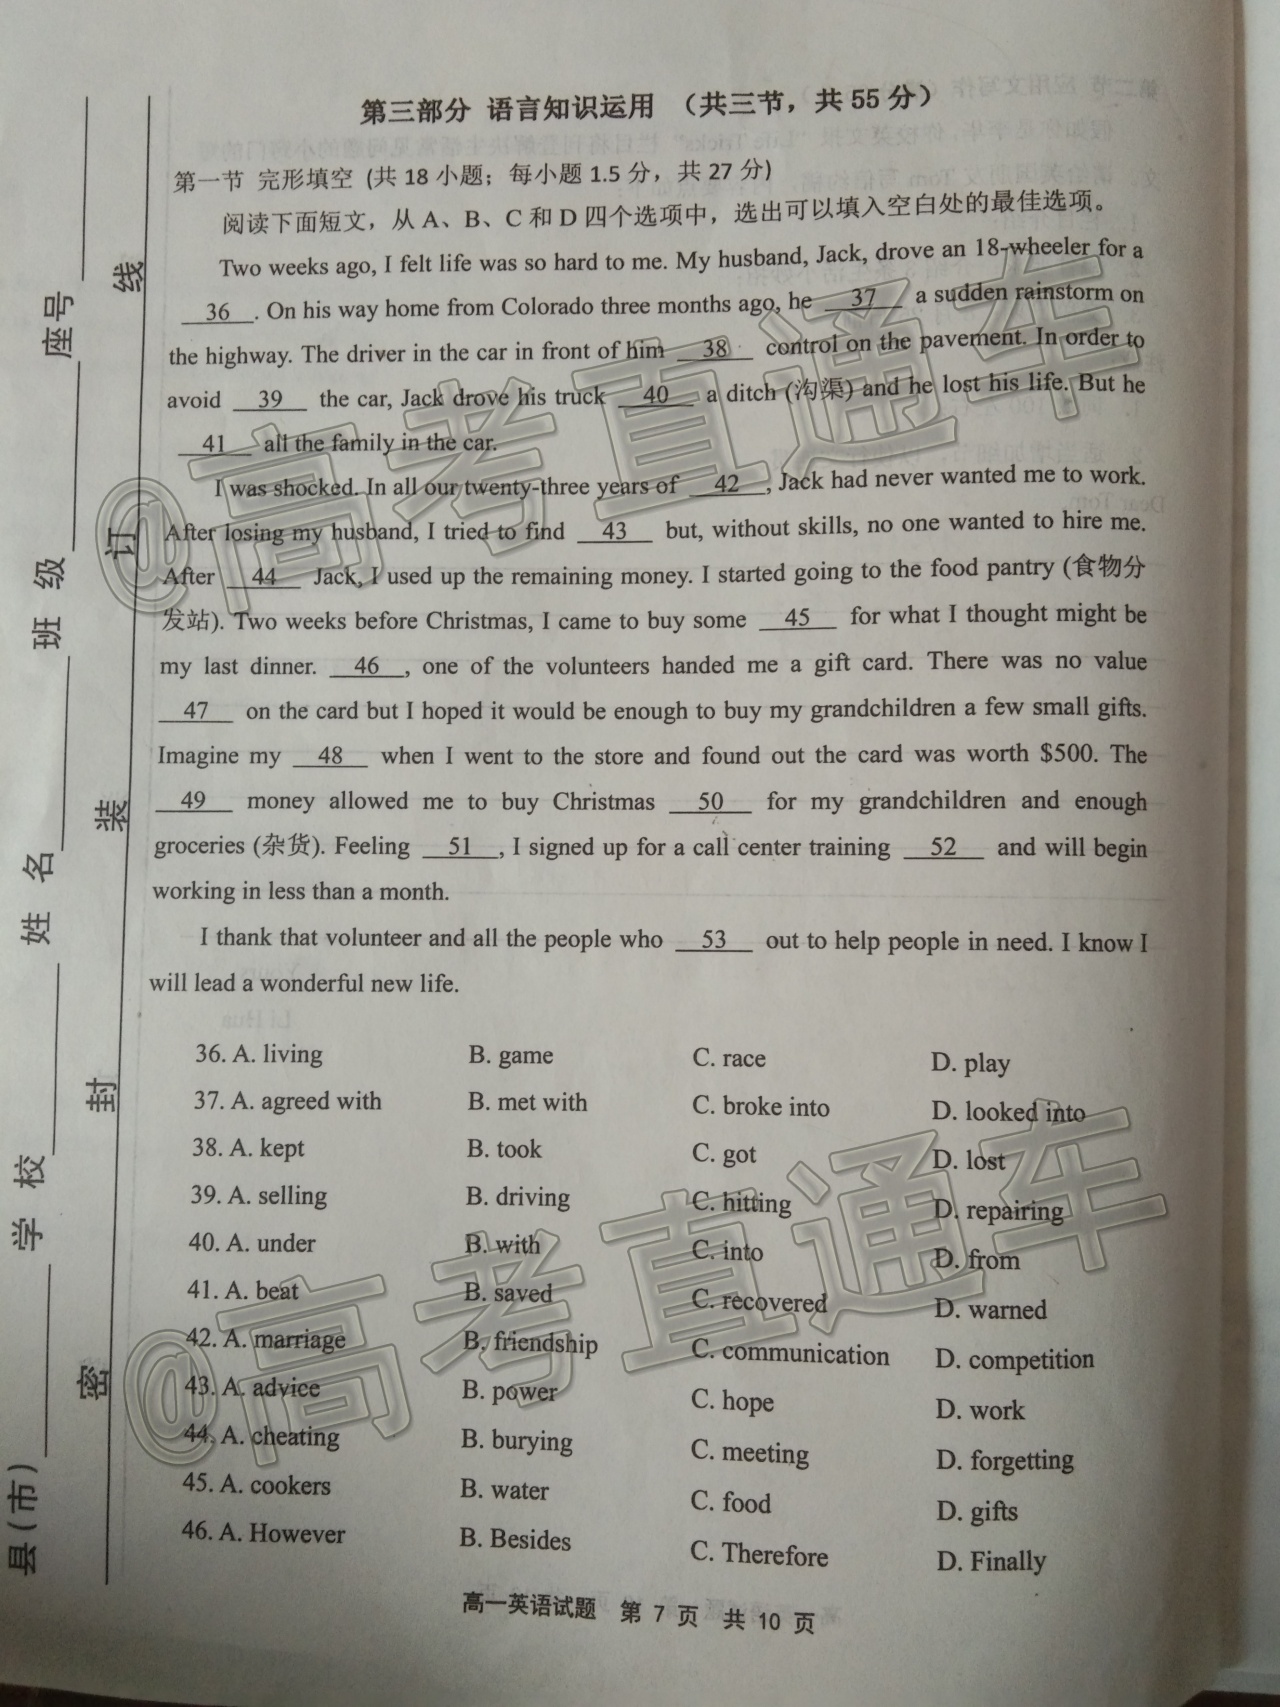 第三部分 语言知识运用 (共三节，共 55 分)
第一节 完形填空 (共 18 小题；每小题 1.5 分，共 27 分)
阅读下面短文，从 A、B、C 和 D 四个选项中，选出可以填入空白处的最佳选项。
Two weeks ago, I felt life was so hard to me. My husband, Jack, drove an 18-wheeler for a
36 . On his way home from Colorado three months ago, he 37 a sudden rainstorm on
the highway. The driver in the car in front of him 38 control on the pavement. In order to
avoid 39 the car, Jack drove his truck 40 a ditch (沟渠) and he lost his life. But he
41 all the family in the car.
I was shocked. In all our twenty-three years of 42 , Jack had never wanted me to work.
After losing my husband, I tried to find 43 but, without skills, no one wanted to hire me.
After 44 Jack, I used up the remaining money. I started going to the food pantry (食物分
发站). Two weeks before Christmas, I came to buy some 45 for what I thought might be
my last dinner. 46 , one of the volunteers handed me a gift card. There was no value
47 on the card but I hoped it would be enough to buy my grandchildren a few small gifts.
Imagine my 48 when I went to the store and found out the card was worth $500. The
49 money allowed me to buy Christmas 50 for my grandchildren and enough
groceries (杂货). Feeling 51 , I signed up for a call center training 52 and will begin
working in less than a month.
I thank that volunteer and all the people who 53 out to help people in need. I know I
will lead a wonderful new life.
36. A. living B. game C. race D. play
37. A. agreed with B. met with C. broke into D. looked into
38. A. kept B. took C. got D. lost
39. A. selling B. driving C. hitting D. repairing
40. A. under B. with C. into D. from
41. A. beat B. saved C. recovered D. warned
42. A. marriage B. friendship C. communication D. competition
43. A. advice B. power C. hope D. work
44. A. cheating B. burying C. meeting D. forgetting
45. A. cookers B. water C. food D. gifts
46. A. However B. Besides C. Therefore D. Finally
高一英语试题 第 7 页 共 10 页
县(市) 学 校 姓 名 班 级 座号
密 封 装 订 线
@高考直通车
@高考直通车